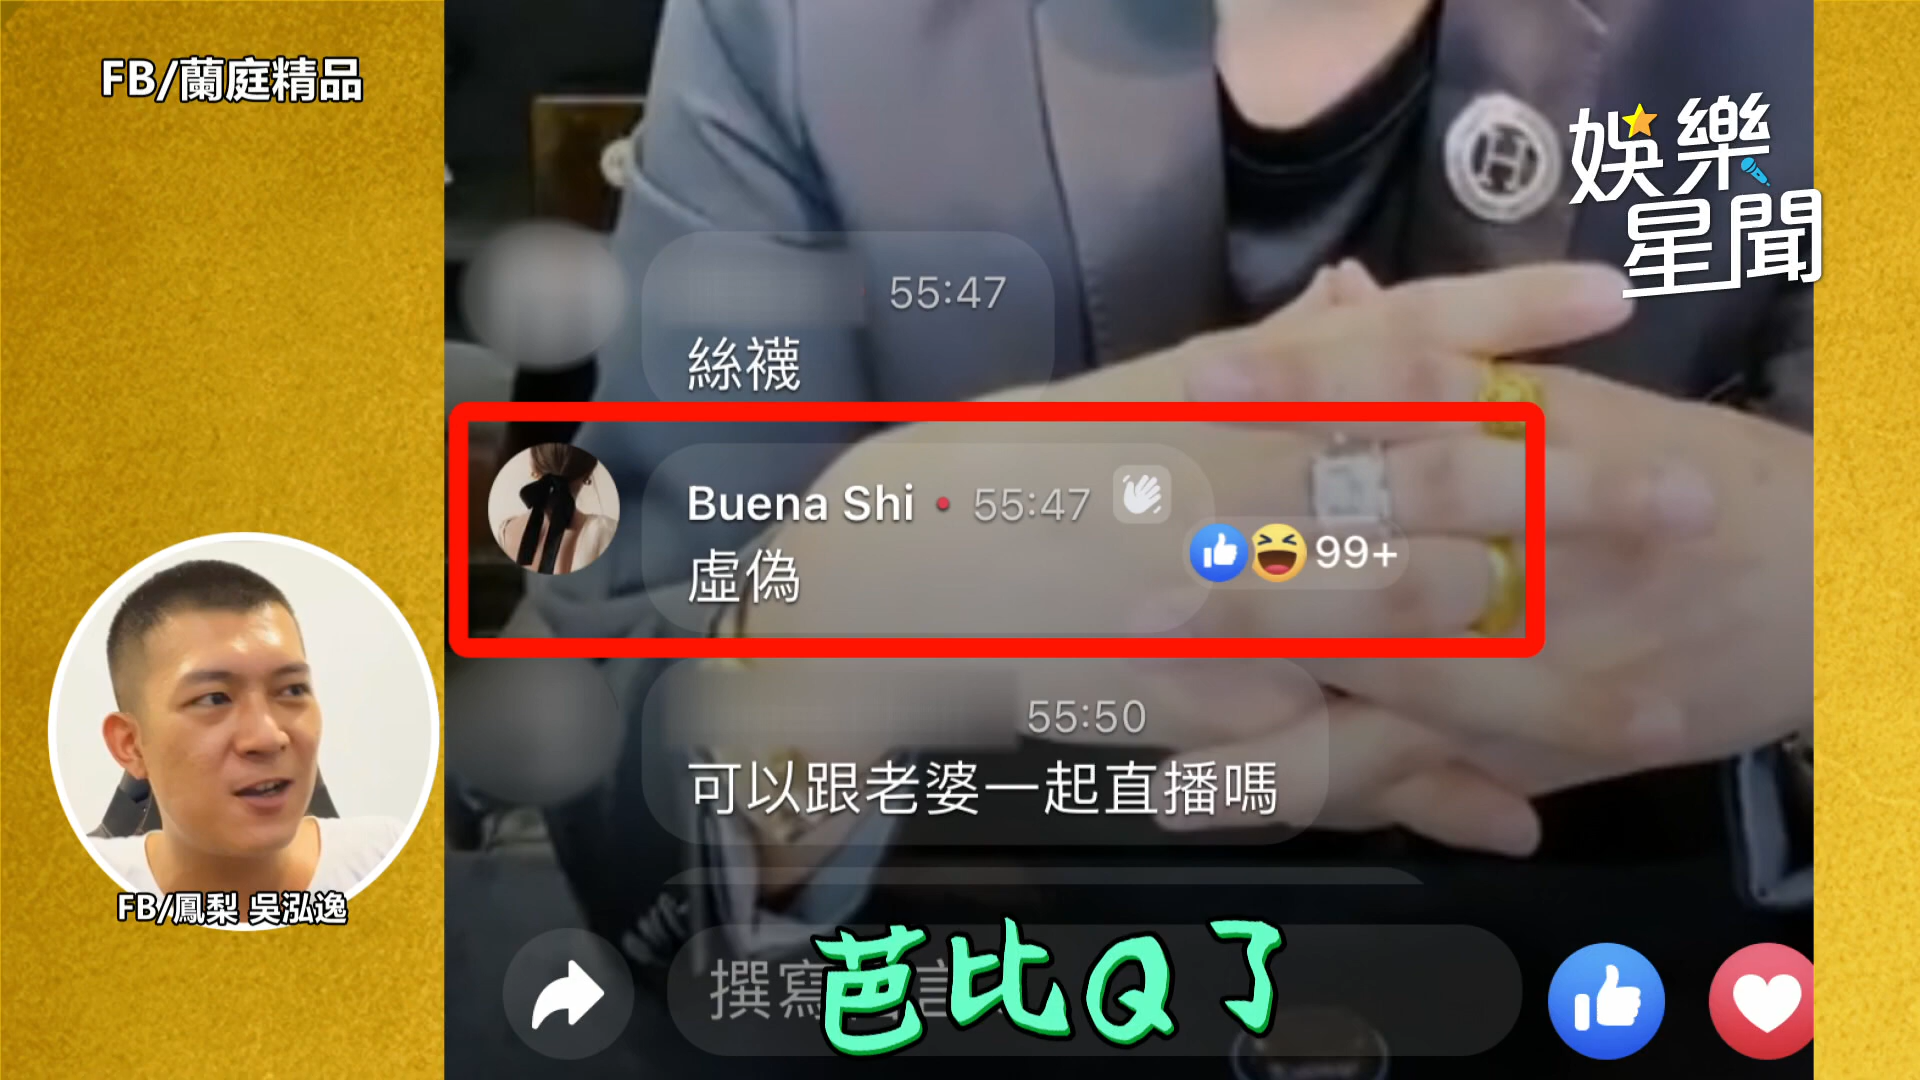 FB/蘭庭精品
娛樂
星聞
55:47
絲襪
Buena Shi • 55:47
虛偽
99+
55:50
可以跟老婆一起直播嗎
FB/鳳梨 吳泓逸
芭比Q了
撰寫